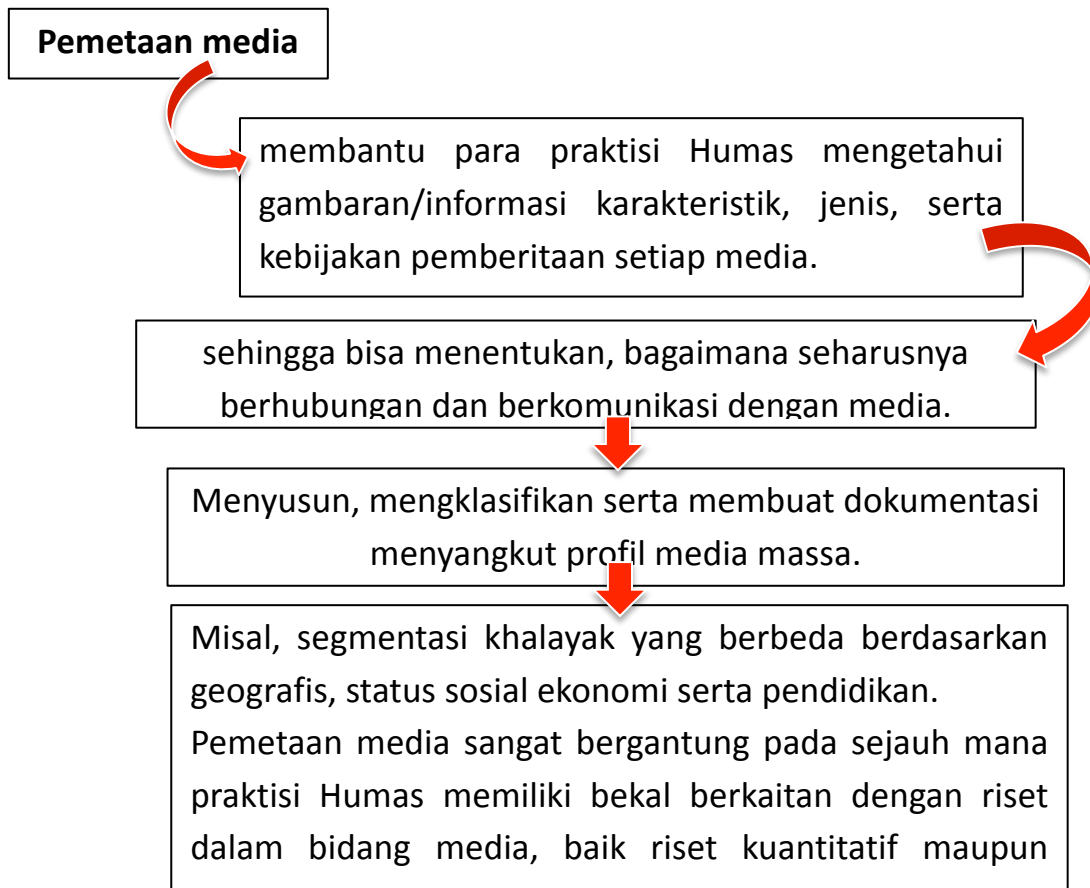 Pemetaan media
membantu para praktisi Humas mengetahui
gambaran/informasi karakteristik, jenis, serta
kebijakan pemberitaan setiap media.
sehingga bisa menentukan, bagaimana seharusnya
berhubungan dan berkomunikasi dengan media.
Menyusun, mengklasifikan serta membuat dokumentasi
menyangkut profil media massa.
Misal, segmentasi khalayak yang berbeda berdasarkan
geografis, status sosial ekonomi serta pendidikan.
Pemetaan media sangat bergantung pada sejauh mana
praktisi Humas memiliki bekal berkaitan dengan riset
dalam bidang media, baik riset kuantitatif maupun